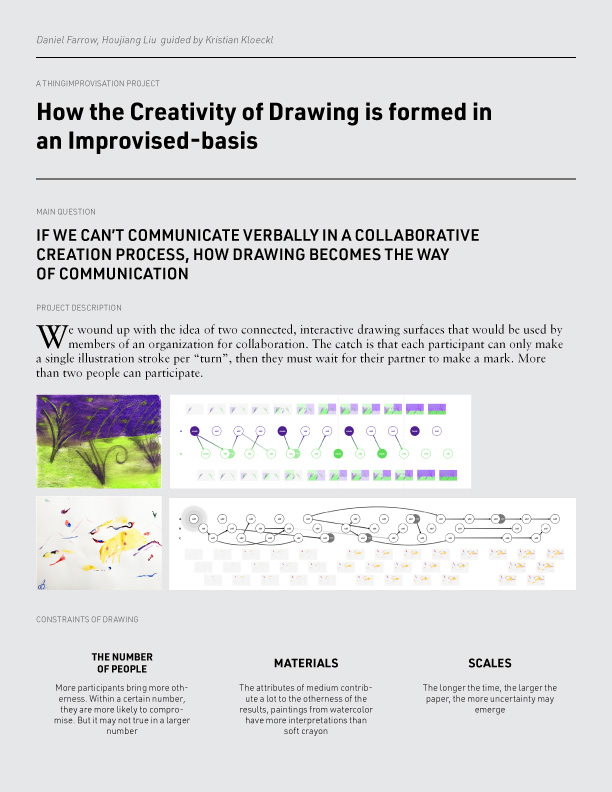 Daniel Farrow, Houjiang Liu guided by Kristian Kloeckl
A THINGIMPROVISATION PROJECT
How the Creativity of Drawing is formed in
an Improvised-basis
MAIN QUESTION
IF WE CAN'T COMMUNICATE VERBALLY IN A COLLABORATIVE
CREATION PROCESS, HOW DRAWING BECOMES THE WAY
OF COMMUNICATION
PROJECT DESCRIPTION
We wound up with the idea of two connected, interactive drawing surfaces that would be used by
members of an organization for collaboration. The catch is that each participant can only make
a single illustration stroke per “turn”, then they must wait for their partner to make a mark. More
than two people can participate.
CONSTRAINTS OF DRAWING
THE NUMBER
OF PEOPLE
More participants bring more oth-
erness. Within a certain number,
they are more likely to compro-
mise. But it may not true in a larger
number
MATERIALS
The attributes of medium contrib-
ute a lot to the otherness of the
results, paintings from watercolor
have more interpretations than
soft crayon
SCALES
The longer the time, the larger the
paper, the more uncertainty may
emerge